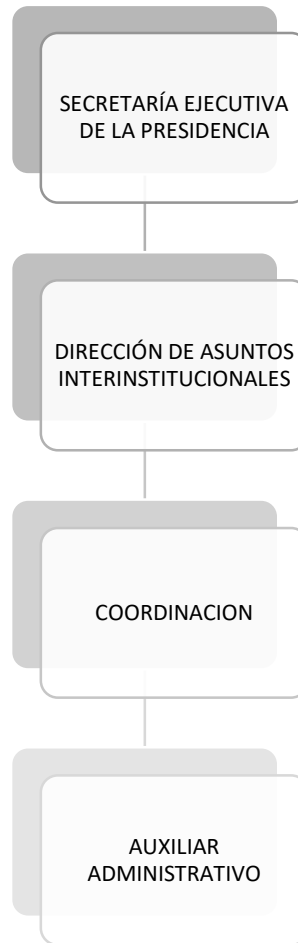 SECRETARÍA EJECUTIVA
DE LA PRESIDENCIA
DIRECCIÓN DE ASUNTOS
INTERINSTITUCIONALES
COORDINACION
AUXILIAR
ADMINISTRATIVO